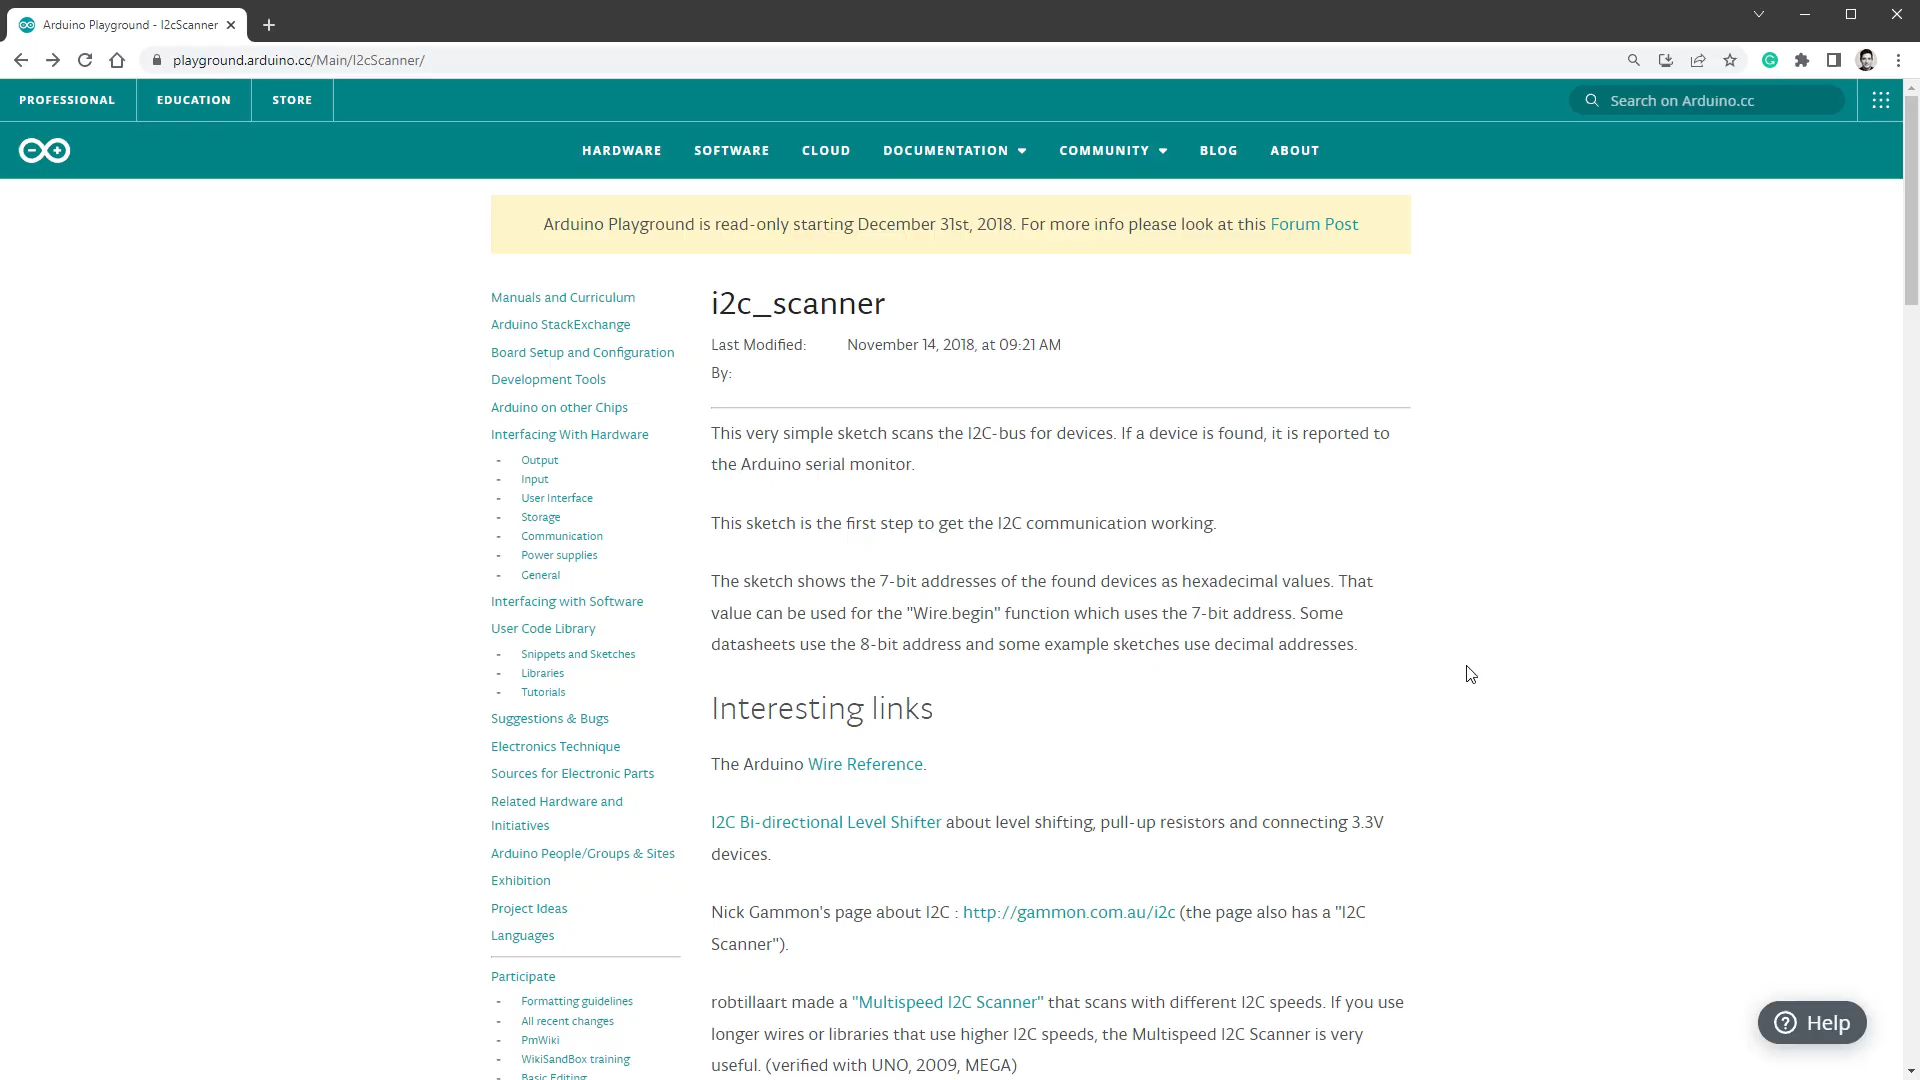 Arduino Playground - I2cScanner
playground.arduino.cc/Main/I2cScanner/
PROFESSIONAL
EDUCATION
STORE
Search on Arduino.cc
HARDWARE
SOFTWARE
CLOUD
DOCUMENTATION
COMMUNITY
BLOG
ABOUT
Arduino Playground is read-only starting December 31st, 2018. For more info please look at this Forum Post
Manuals and Curriculum
Arduino StackExchange
Board Setup and Configuration
Development Tools
Arduino on other Chips
Interfacing With Hardware
- Output
- Input
- User Interface
- Storage
- Communication
- Power supplies
- General
Interfacing with Software
User Code Library
- Snippets and Sketches
- Libraries
- Tutorials
Suggestions & Bugs
Electronics Technique
Sources for Electronic Parts
Related Hardware and
Initiatives
Arduino People/Groups & Sites
Exhibition
Project Ideas
Languages
Participate
- Formatting guidelines
- All recent changes
- PmWiki
- WikiSandBox training
- Basic Editing
i2c_scanner
Last Modified: November 14, 2018, at 09:21 AM
By:
This very simple sketch scans the I2C-bus for devices. If a device is found, it is reported to
the Arduino serial monitor.
This sketch is the first step to get the I2C communication working.
The sketch shows the 7-bit addresses of the found devices as hexadecimal values. That
value can be used for the "Wire.begin" function which uses the 7-bit address. Some
datasheets use the 8-bit address and some example sketches use decimal addresses.
Interesting links
The Arduino Wire Reference.
I2C Bi-directional Level Shifter about level shifting, pull-up resistors and connecting 3.3V
devices.
Nick Gammon's page about I2C : http://gammon.com.au/i2c (the page also has a "I2C
Scanner").
robtillaart made a "Multispeed I2C Scanner" that scans with different I2C speeds. If you use
longer wires or libraries that use higher I2C speeds, the Multispeed I2C Scanner is very
useful. (verified with UNO, 2009, MEGA)
Help